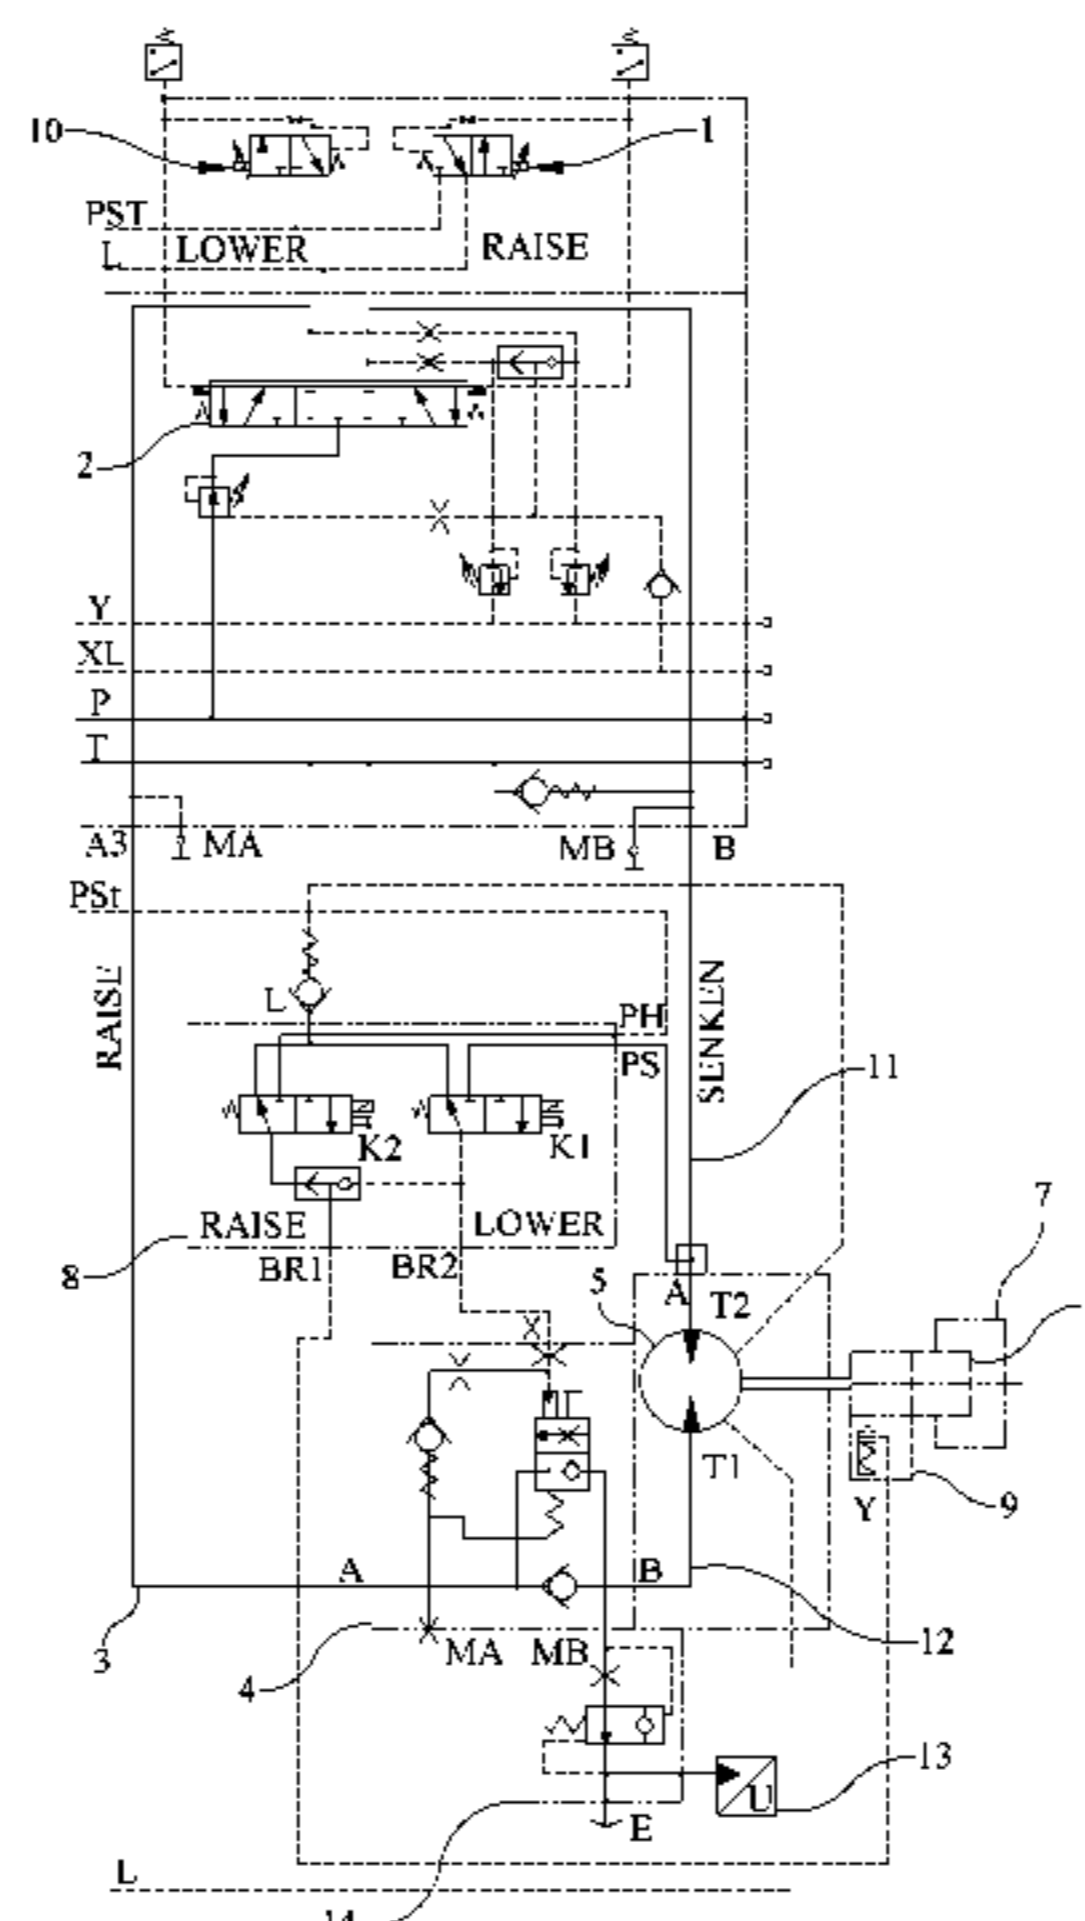 10
1
PST
L
LOWER
RAISE
2
Y
XL
P
T
A3
MA
MB
B
PSt
RAISE
L
PH
SENKEN
PS
11
K2
K1
7
RAISE
LOWER
8
BR1
BR2
5
A
T2
X
T1
Y
9
A
B
3
4
MA
MB
12
13
U
E
L
14